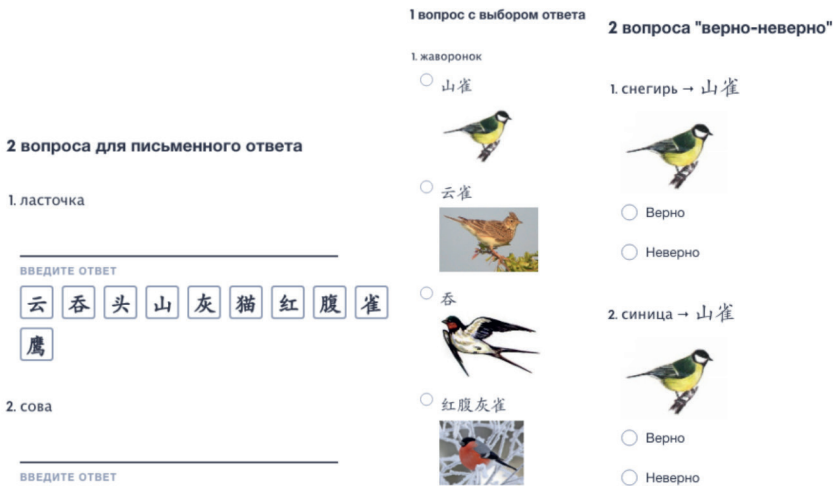 2 вопроса для письменного ответа
1. ласточка
ВВЕДИТЕ ОТВЕТ
云 吞 头 山 灰 猫 红 腹 雀
鹰
2. сова
ВВЕДИТЕ ОТВЕТ
1 вопрос с выбором ответа
1. жаворонок
山雀
云雀
吞
红腹灰雀
2 вопроса "верно-неверно"
1. снегирь → 山雀
Верно
Неверно
2. синица → 山雀
Верно
Неверно